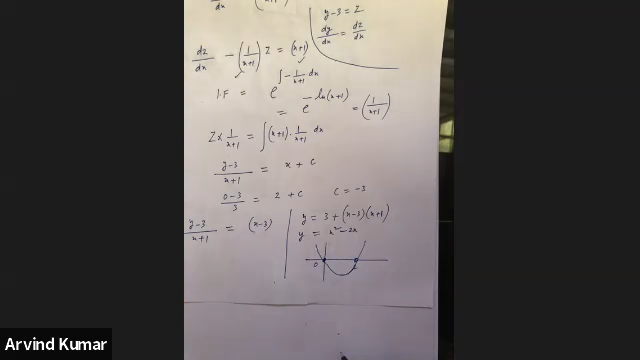 y-3 = Z
dy/dx = dz/dx
dz/dx - (1/x+1) Z = (x+1)
I.F = e^∫-1/x+1 dx
= e^-ln(x+1) = (1/x+1)
Z × 1/x+1 = ∫(x+1)·1/x+1 dx
y-3/x+1 = x + C
0-3/3 = 2 + C C = -3
y-3/x+1 = (x-3)
y = 3 + (x-3)(x+1)
y = x²-2x
0 2
Arvind Kumar